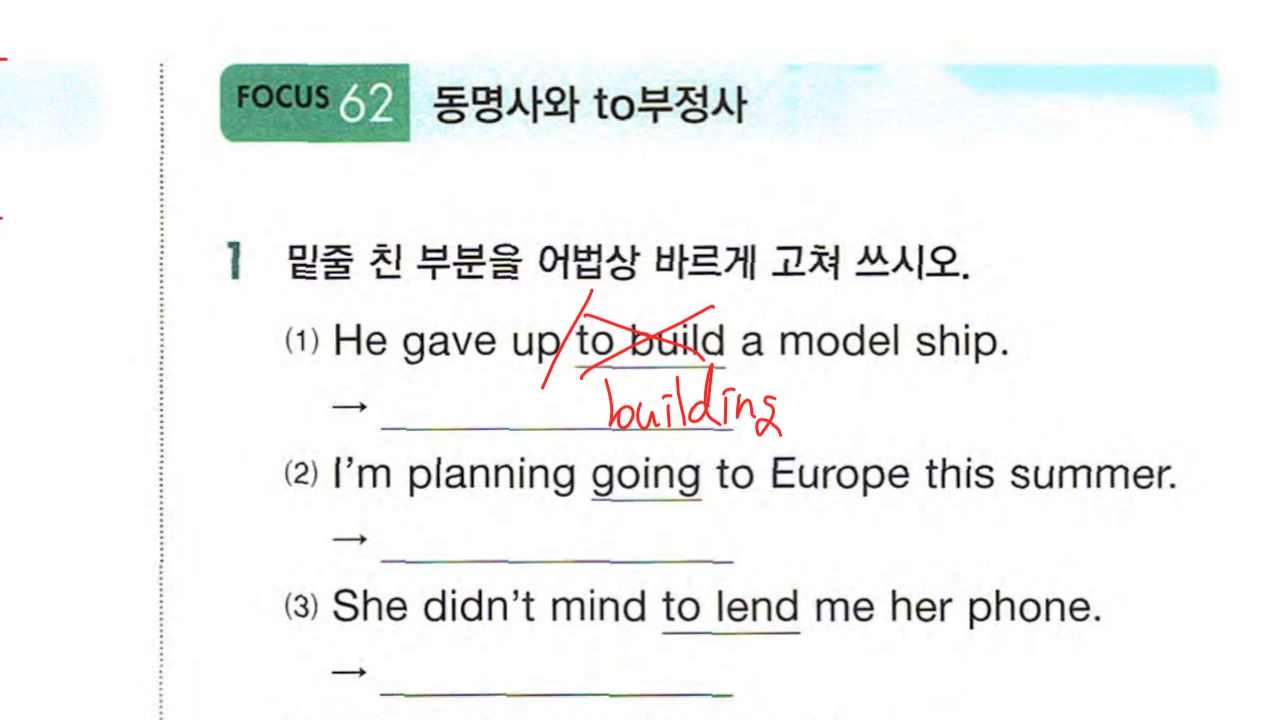 FOCUS 62 동명사와 to부정사
1 밑줄 친 부분을 어법상 바르게 고쳐 쓰시오.
(1) He gave up to build a model ship.
→ building
(2) I'm planning going to Europe this summer.
→
(3) She didn't mind to lend me her phone.
→